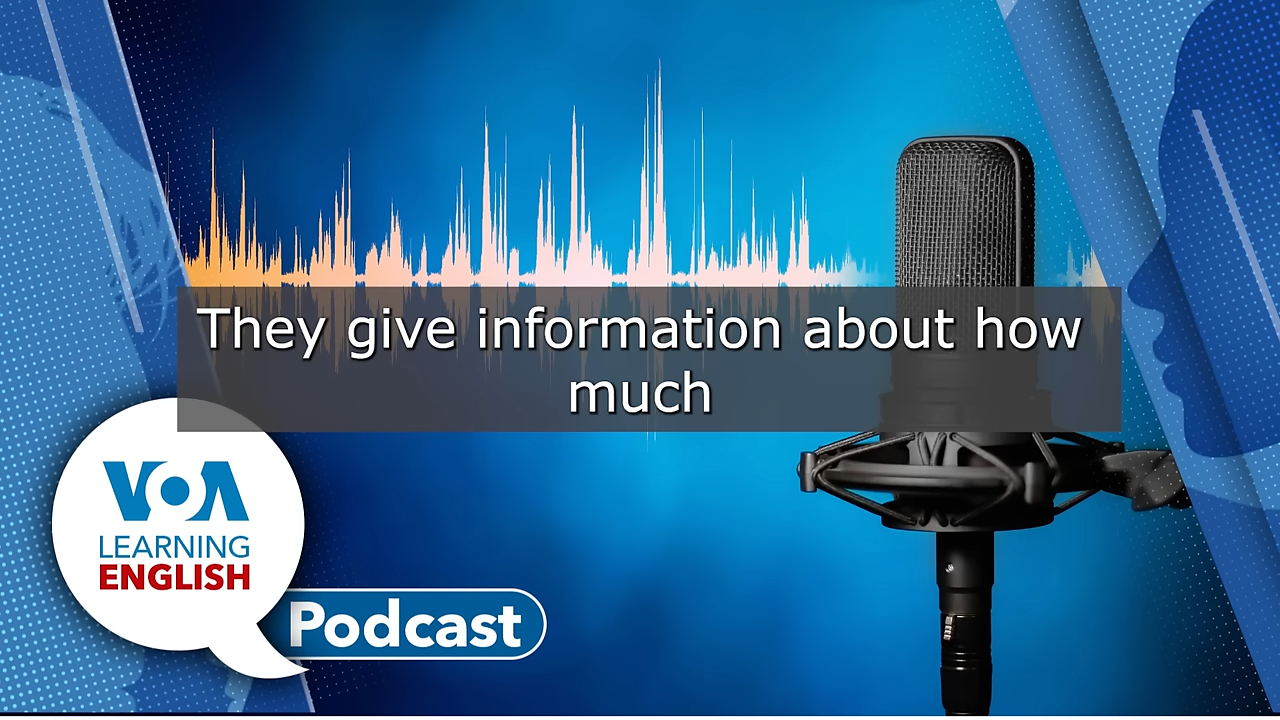 They give information about how
much
VOA
LEARNING
ENGLISH
Podcast